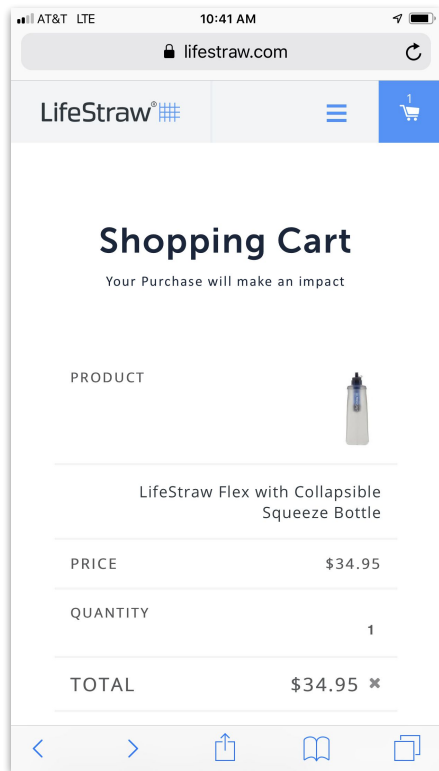 AT&T LTE 10:41 AM
lifestraw.com
LifeStraw®
1
Shopping Cart
Your Purchase will make an impact
PRODUCT
LifeStraw Flex with Collapsible
Squeeze Bottle
PRICE $34.95
QUANTITY
1
TOTAL $34.95 ×